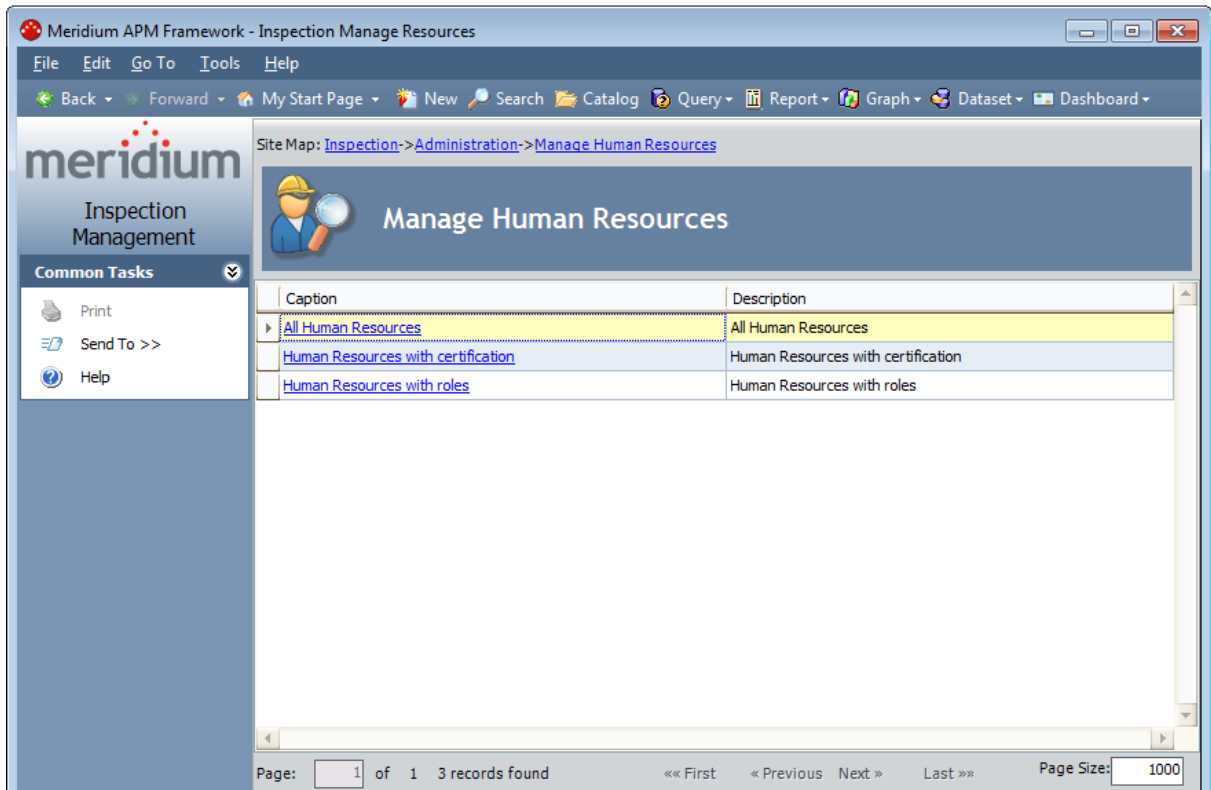 Meridium APM Framework - Inspection Manage Resources
File Edit Go To Tools Help
Back Forward My Start Page New Search Catalog Query Report Graph Dataset Dashboard
meridium
Inspection
Management
Common Tasks
Print
Send To >>
Help
Site Map: Inspection->Administration->Manage Human Resources
Manage Human Resources
Caption Description
All Human Resources All Human Resources
Human Resources with certification Human Resources with certification
Human Resources with roles Human Resources with roles
Page: 1 of 1 3 records found «« First « Previous Next » Last »» Page Size: 1000